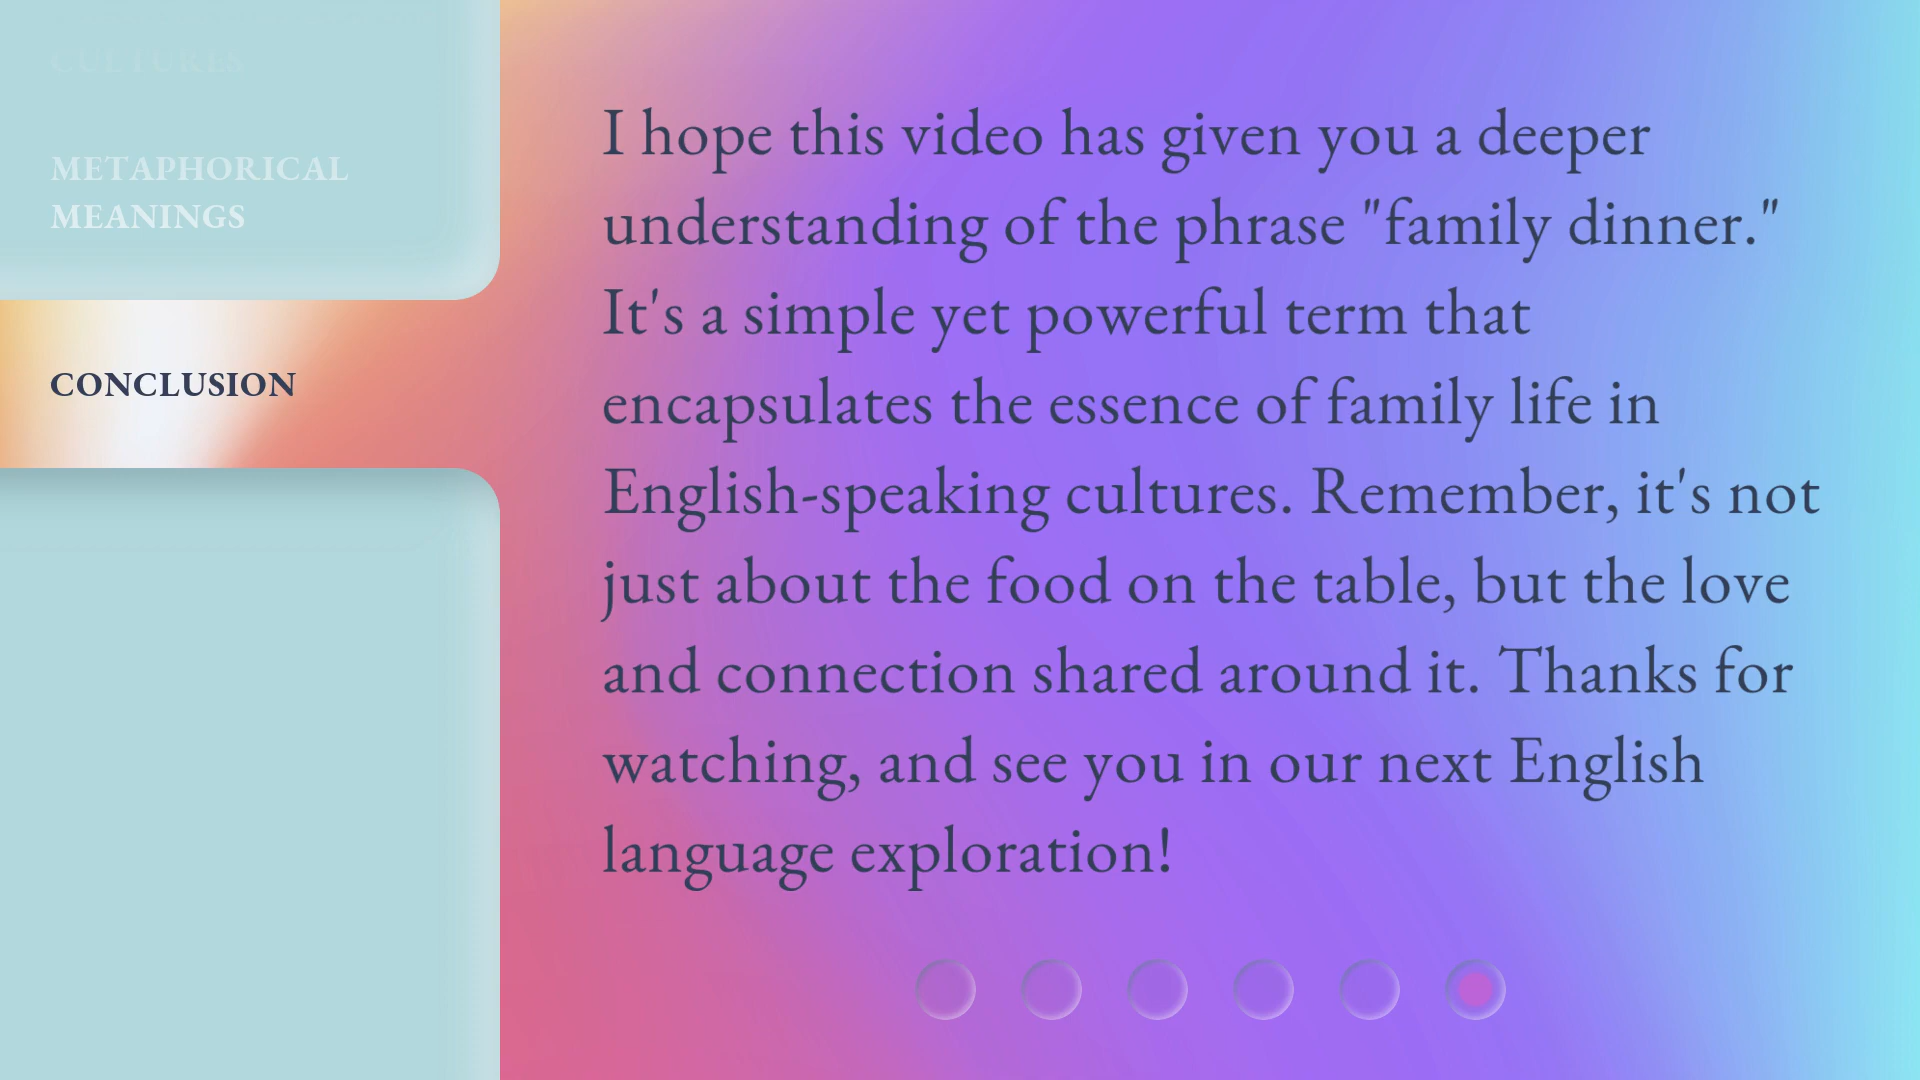 CULTURES
METAPHORICAL
MEANINGS
CONCLUSION
I hope this video has given you a deeper
understanding of the phrase "family dinner."
It's a simple yet powerful term that
encapsulates the essence of family life in
English-speaking cultures. Remember, it's not
just about the food on the table, but the love
and connection shared around it. Thanks for
watching, and see you in our next English
language exploration!